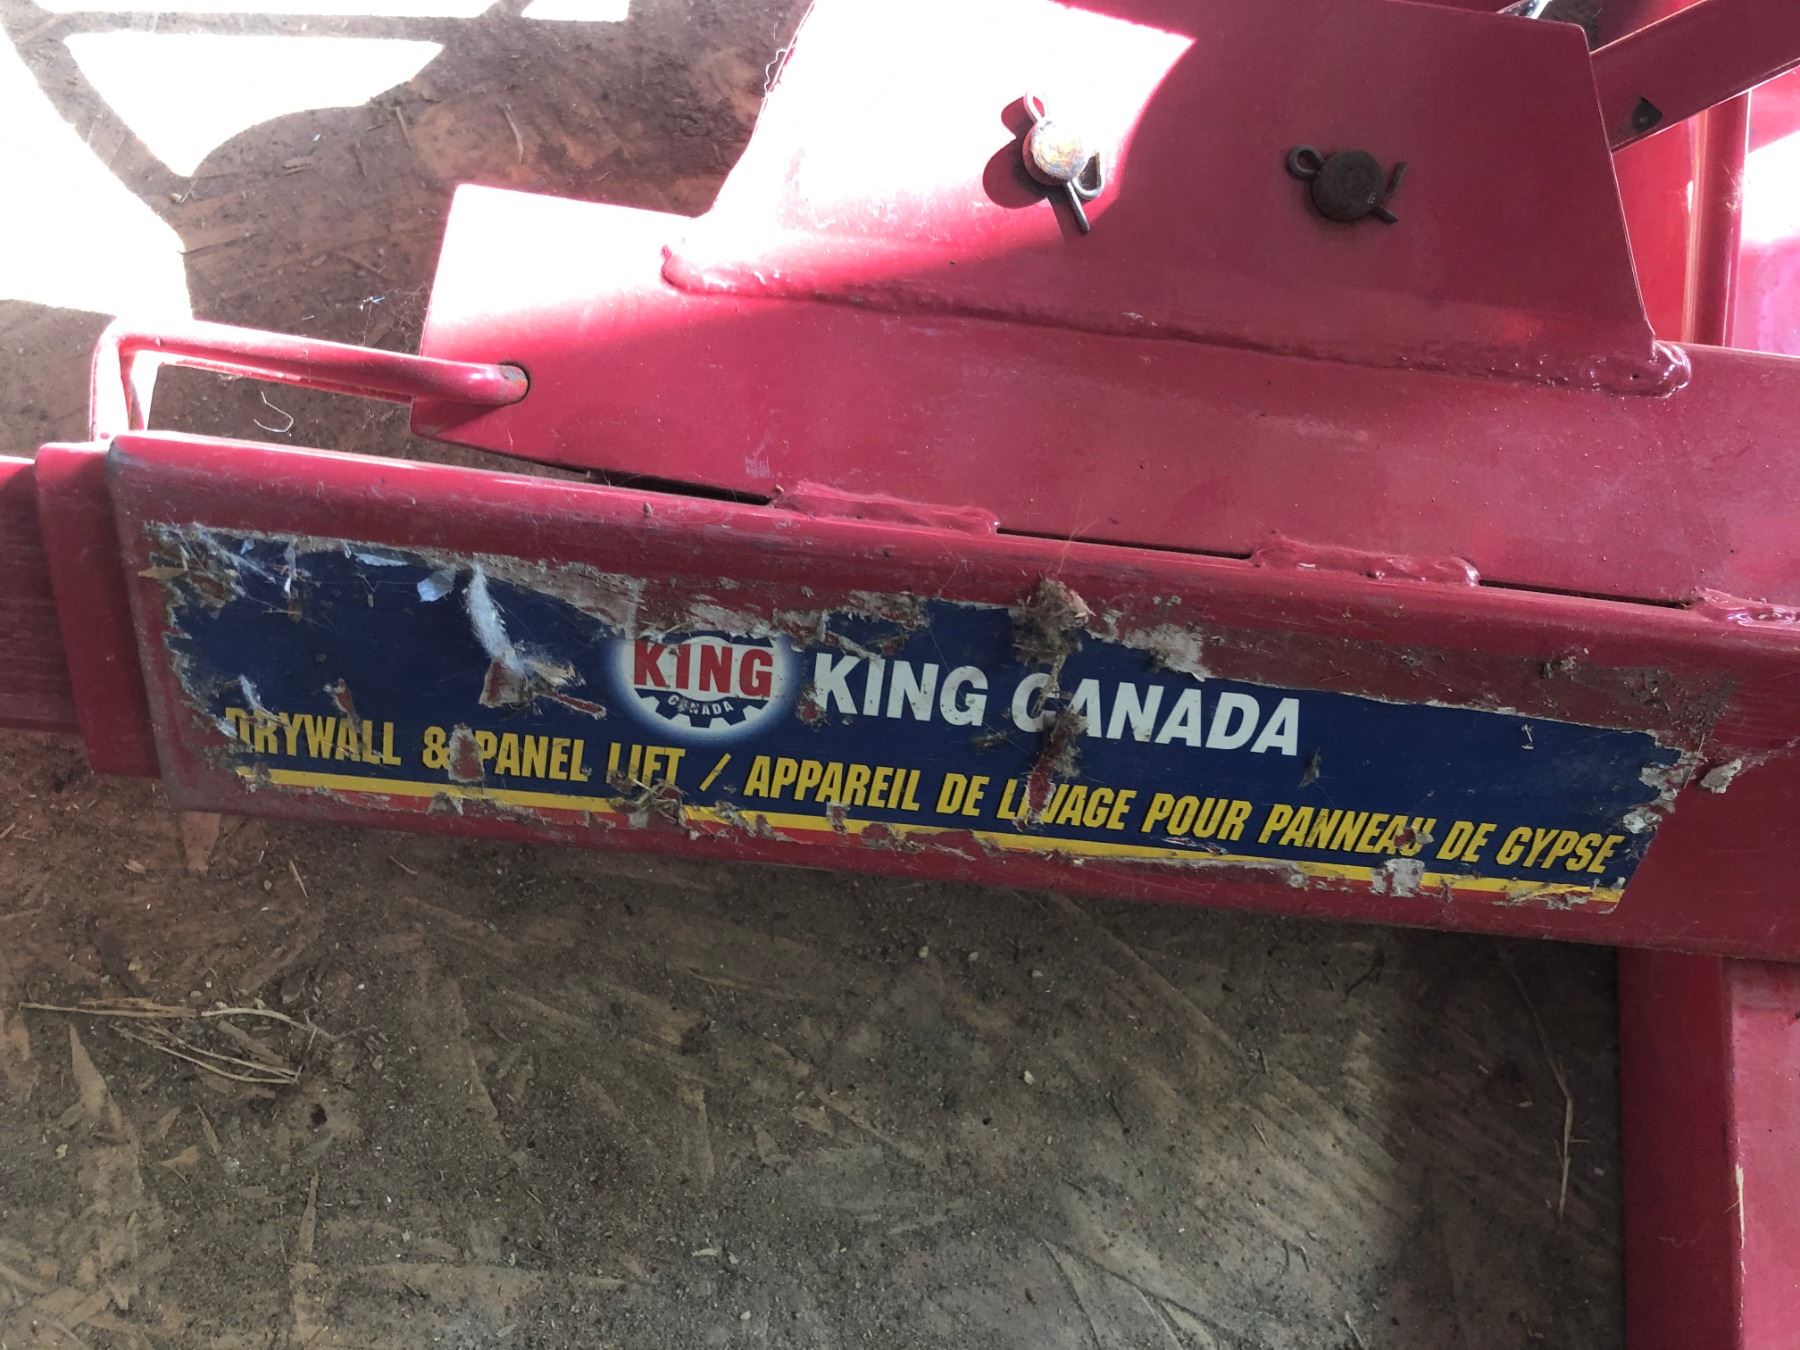 KING
CANADA
KING CANADA
DRYWALL & PANEL LIFT / APPAREIL DE LEVAGE POUR PANNEAU DE GYPSE